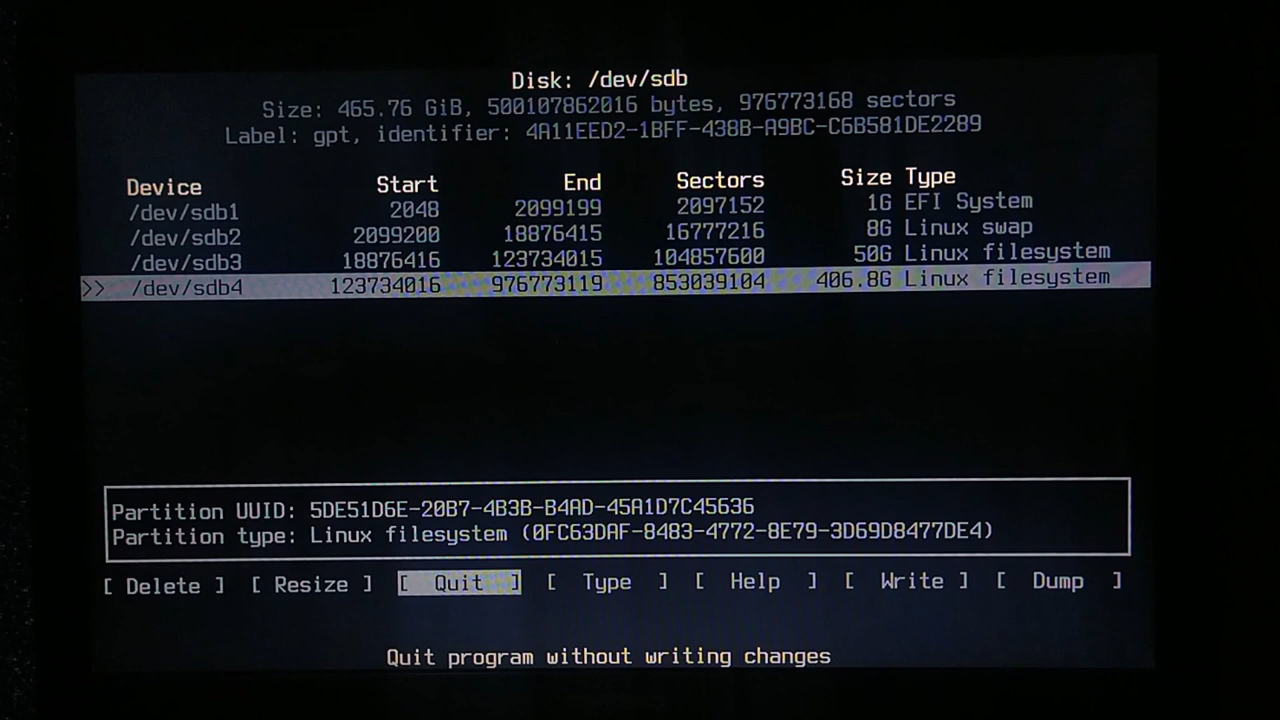 Disk: /dev/sdb
Size: 465.76 GiB, 500107862016 bytes, 976773168 sectors
Label: gpt, identifier: 4A11EED2-1BFF-438B-A9BC-C6B581DE2289
Device Start End Sectors Size Type
/dev/sdb1 2048 2099199 2097152 1G EFI System
/dev/sdb2 2099200 18876415 16777216 8G Linux swap
/dev/sdb3 18876416 123734015 104857600 50G Linux filesystem
>> /dev/sdb4 123734016 976773119 853039104 406.8G Linux filesystem
Partition UUID: 5DE51D6E-20B7-4B3B-B4AD-45A1D7C45636
Partition type: Linux filesystem (0FC63DAF-8483-4772-8E79-3D69D8477DE4)
[ Delete ] [ Resize ] [ Quit ] [ Type ] [ Help ] [ Write ] [ Dump ]
Quit program without writing changes